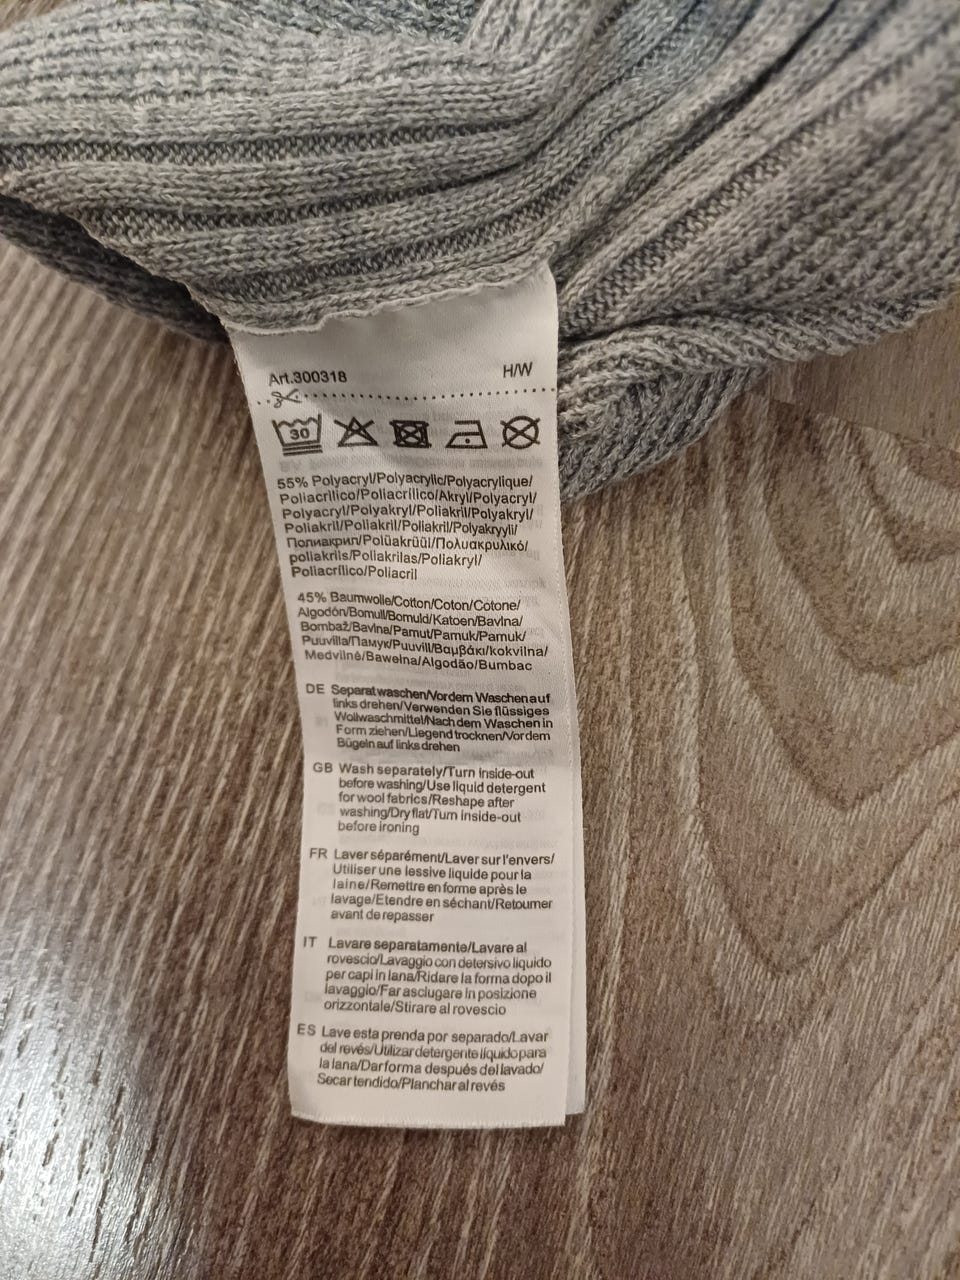 Art.300318 H/W
30
55% Polyacryl/Polyacrylic/Polyacrylique/
Poliacrilico/Poliacrílico/Akryl/Polyacryl/
Polyacryl/Polyakryl/Poliakril/Polyakryl/
Poliakril/Poliakril/Poliakril/Polyakryyli/
Полиакрил/Polüakrüül/Πολυακρυλικό/
poliakrils/Poliakrilas/Poliakryl/
Poliacrílico/Poliacril
45% Baumwolle/Cotton/Coton/Cotone/
Algodón/Bomull/Bomuld/Katoen/Bavlna/
Bombaž/Bavlna/Pamut/Pamuk/Pamuk/
Puuvilla/Памук/Puuvill/Βαμβάκι/kokvilna/
Medvilnė/Bawełna/Algodão/Bumbac
DE Separat waschen/Vor dem Waschen auf
links drehen/Verwenden Sie flüssiges
Wollwaschmittel/Nach dem Waschen in
Form ziehen/Liegend trocknen/Vor dem
Bügeln auf links drehen
GB Wash separately/Turn inside-out
before washing/Use liquid detergent
for wool fabrics/Reshape after
washing/Dry flat/Turn inside-out
before ironing
FR Laver séparément/Laver sur l'envers/
Utiliser une lessive liquide pour la
laine/Remettre en forme après le
lavage/Etendre en séchant/Retourner
avant de repasser
IT Lavare separatamente/Lavare al
rovescio/Lavaggio con detersivo liquido
per capi in lana/Ridare la forma dopo il
lavaggio/Far asciugare in posizione
orizzontale/Stirare al rovescio
ES Lave esta prenda por separado/Lavar
del revés/Utilizar detergente líquido para
la lana/Dar forma después del lavado/
Secar tendido/Planchar al revés